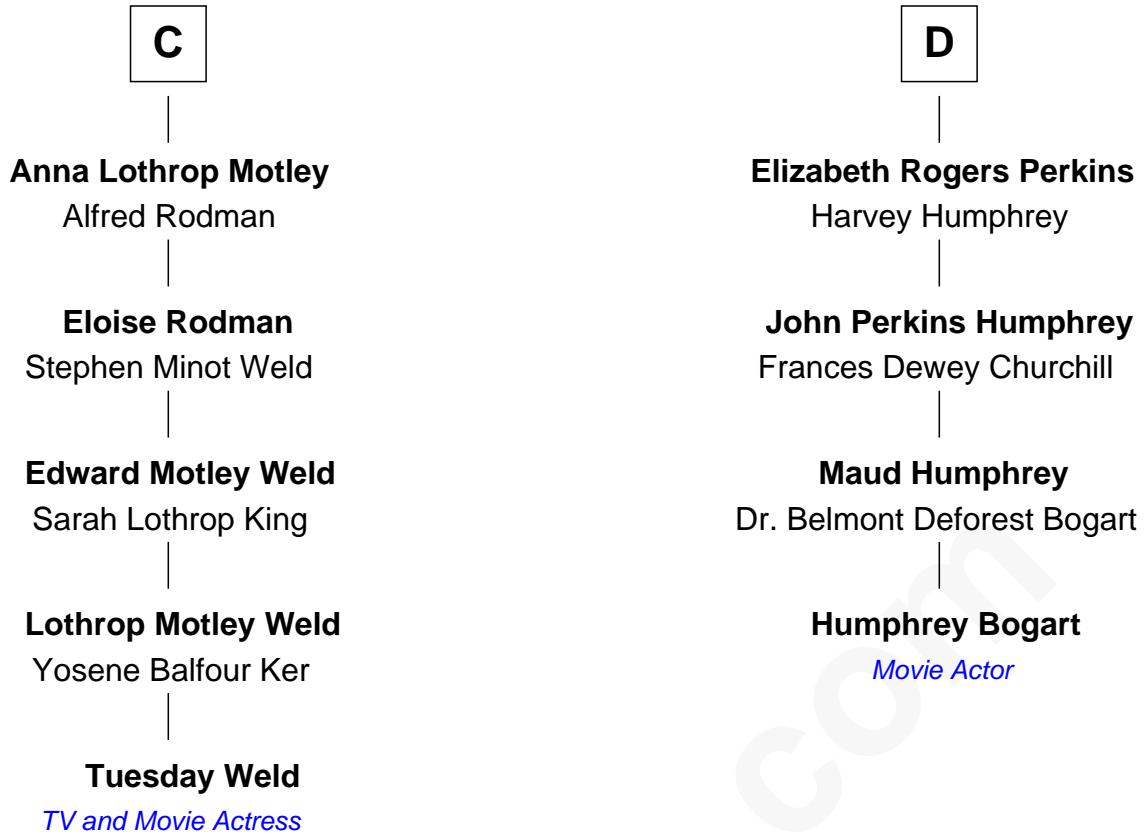 C
Anna Lothrop Motley
Alfred Rodman
Eloise Rodman
Stephen Minot Weld
Edward Motley Weld
Sarah Lothrop King
Lothrop Motley Weld
Yosene Balfour Ker
Tuesday Weld
TV and Movie Actress
D
Elizabeth Rogers Perkins
Harvey Humphrey
John Perkins Humphrey
Frances Dewey Churchill
Maud Humphrey
Dr. Belmont Deforest Bogart
Humphrey Bogart
Movie Actor
com